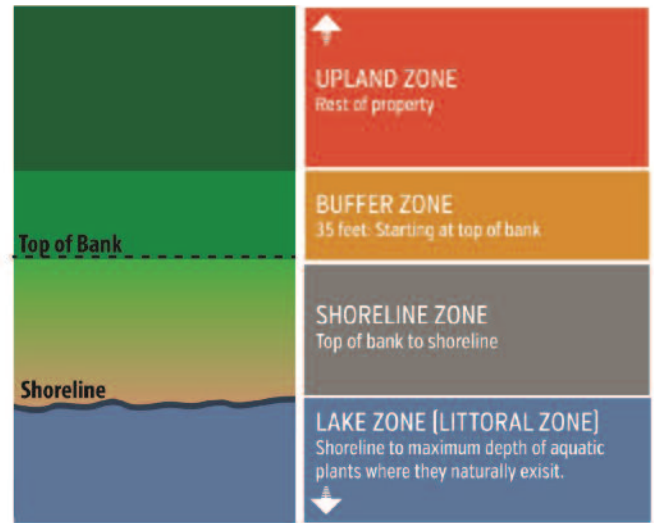 UPLAND ZONE
Rest of property
BUFFER ZONE
35 feet: Starting at top of bank
Top of Bank
SHORELINE ZONE
Top of bank to shoreline
Shoreline
LAKE ZONE (LITTORAL ZONE)
Shoreline to maximum depth of aquatic
plants where they naturally exisit.